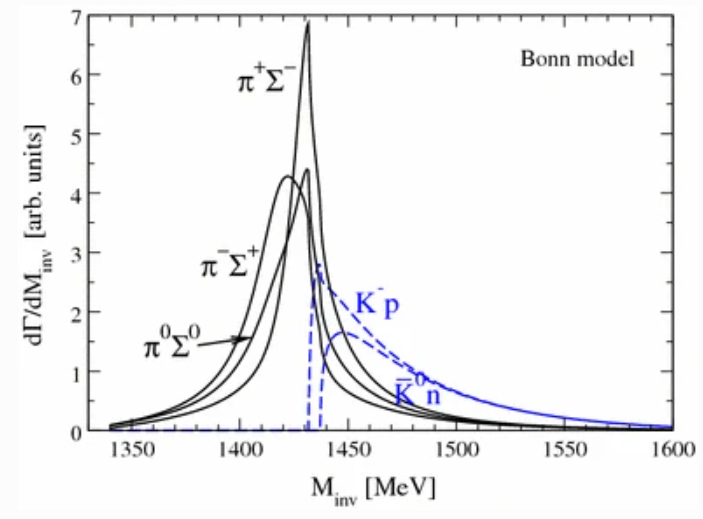 7
6
5
4
3
2
1
0
dΓ/dM_inv [arb. units]
Bonn model
π⁺Σ⁻
π⁻Σ⁺
π⁰Σ⁰
K⁻p
K̄⁰n
1350 1400 1450 1500 1550 1600
M_inv [MeV]